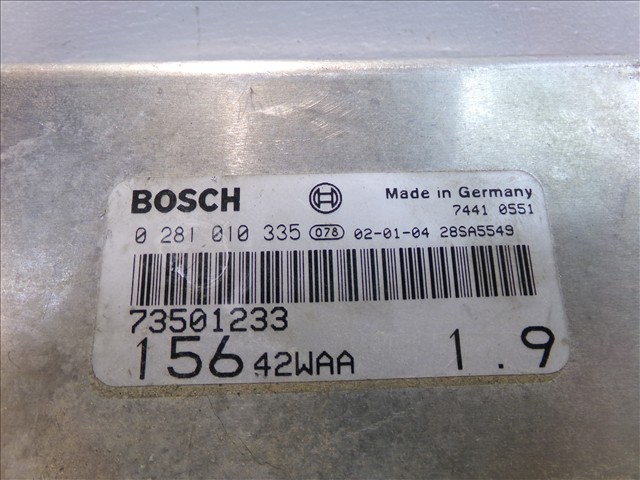 BOSCH Made in Germany
7441 0551
0 281 010 335 078 02-01-04 28SA5549
73501233
156 42WAA 1.9